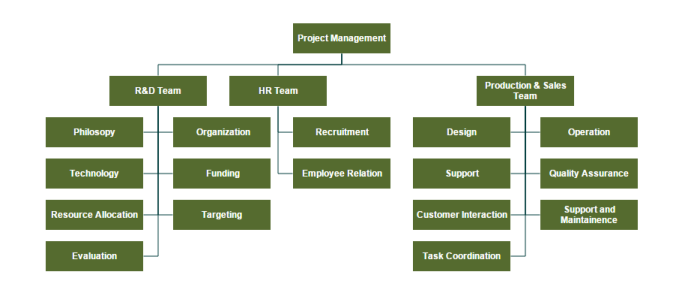 Project Management
R&D Team
HR Team
Production & Sales
Team
Philosopy
Organization
Recruitment
Design
Operation
Technology
Funding
Employee Relation
Support
Quality Assurance
Resource Allocation
Targeting
Customer Interaction
Support and
Maintainence
Evaluation
Task Coordination